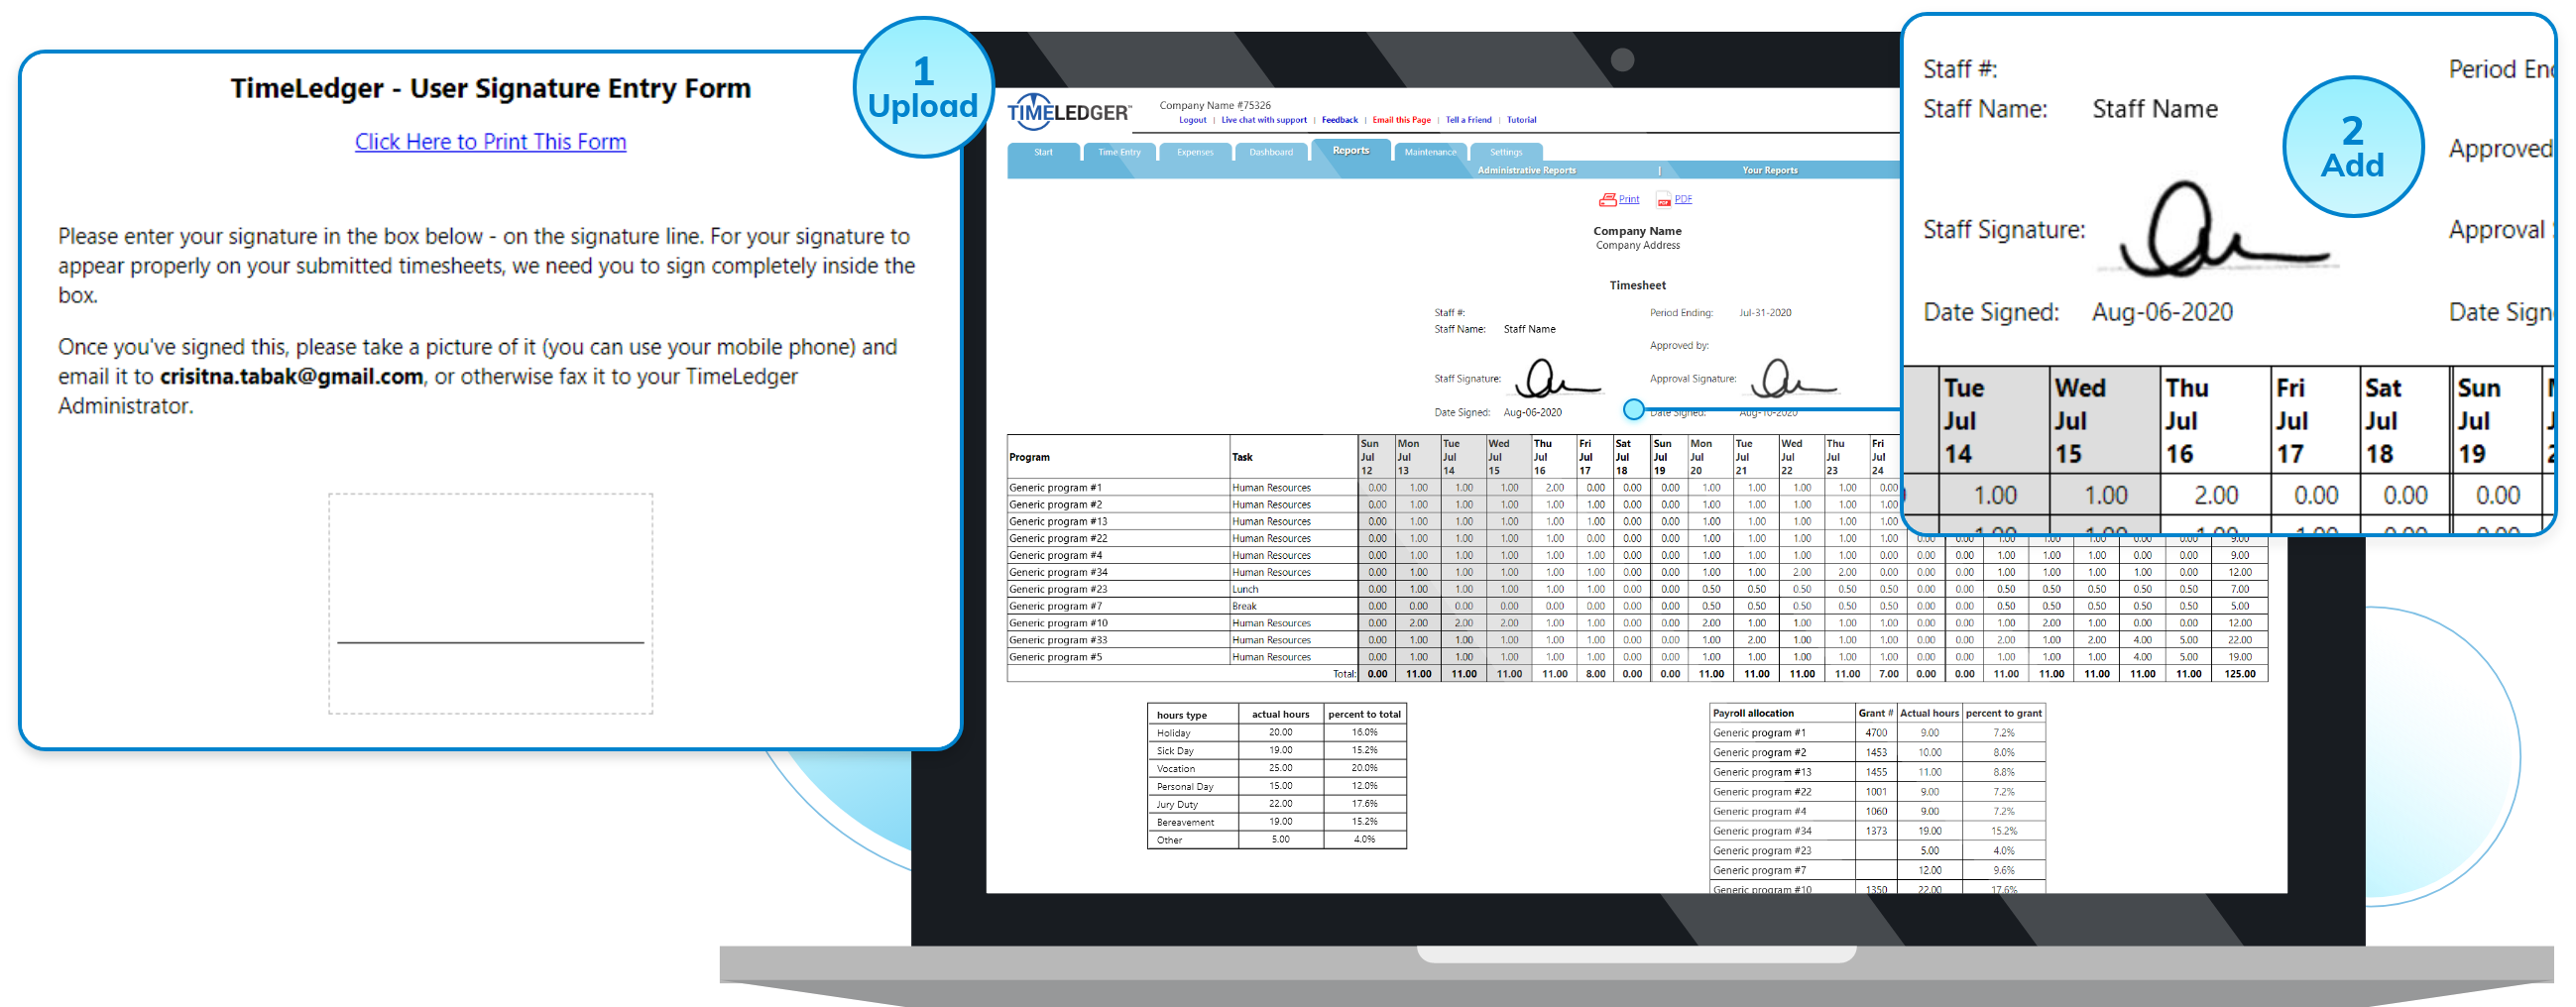 TimeLedger - User Signature Entry Form
Click Here to Print This Form
Please enter your signature in the box below - on the signature line. For your signature to
appear properly on your submitted timesheets, we need you to sign completely inside the
box.
Once you've signed this, please take a picture of it (you can use your mobile phone) and
email it to crisitna.tabak@gmail.com, or otherwise fax it to your TimeLedger
Administrator.
1
Upload
TIMELEDGER™
Company Name #75326
Logout | Live chat with support | Feedback | Email this Page | Tell a Friend | Tutorial
Start Time Entry Expenses Dashboard Reports Maintenance Settings
Administrative Reports | Your Reports
Print PDF
Company Name
Company Address
Timesheet
Staff #: Period Ending: Jul-31-2020
Staff Name: Staff Name
Approved by:
Staff Signature: Approval Signature:
Date Signed: Aug-06-2020 Date Signed: Aug-10-2020
Program Task Sun Jul 12 Mon Jul 13 Tue Jul 14 Wed Jul 15 Thu Jul 16 Fri Jul 17 Sat Jul 18 Sun Jul 19 Mon Jul 20 Tue Jul 21 Wed Jul 22 Thu Jul 23 Fri Jul 24
Generic program #1 Human Resources 0.00 1.00 1.00 1.00 2.00 0.00 0.00 0.00 1.00 1.00 1.00 1.00 0.00
Generic program #2 Human Resources 0.00 1.00 1.00 1.00 1.00 1.00 0.00 0.00 1.00 1.00 1.00 1.00 1.00
Generic program #13 Human Resources 0.00 1.00 1.00 1.00 1.00 1.00 0.00 0.00 1.00 1.00 1.00 1.00 1.00
Generic program #22 Human Resources 0.00 1.00 1.00 1.00 1.00 0.00 0.00 0.00 1.00 1.00 1.00 1.00 1.00 0.00 0.00 1.00 1.00 1.00 0.00 0.00 9.00
Generic program #4 Human Resources 0.00 1.00 1.00 1.00 1.00 1.00 0.00 0.00 1.00 1.00 1.00 1.00 0.00 0.00 0.00 1.00 1.00 1.00 0.00 0.00 9.00
Generic program #34 Human Resources 0.00 1.00 1.00 1.00 1.00 1.00 0.00 0.00 1.00 1.00 2.00 2.00 0.00 0.00 0.00 1.00 1.00 1.00 1.00 0.00 12.00
Generic program #23 Lunch 0.00 1.00 1.00 1.00 1.00 1.00 0.00 0.00 0.50 0.50 0.50 0.50 0.50 0.00 0.00 0.50 0.50 0.50 0.50 0.50 7.00
Generic program #7 Break 0.00 0.00 0.00 0.00 0.00 0.00 0.00 0.00 0.50 0.50 0.50 0.50 0.50 0.00 0.00 0.50 0.50 0.50 0.50 0.50 5.00
Generic program #10 Human Resources 0.00 2.00 2.00 2.00 1.00 1.00 0.00 0.00 2.00 1.00 1.00 1.00 1.00 0.00 0.00 1.00 2.00 1.00 0.00 0.00 12.00
Generic program #33 Human Resources 0.00 1.00 1.00 1.00 1.00 1.00 0.00 0.00 1.00 2.00 1.00 1.00 1.00 0.00 0.00 2.00 1.00 2.00 4.00 5.00 22.00
Generic program #5 Human Resources 0.00 1.00 1.00 1.00 1.00 1.00 0.00 0.00 1.00 1.00 1.00 1.00 1.00 0.00 0.00 1.00 1.00 1.00 4.00 5.00 19.00
Total: 0.00 11.00 11.00 11.00 11.00 8.00 0.00 0.00 11.00 11.00 11.00 11.00 7.00 0.00 0.00 11.00 11.00 11.00 11.00 11.00 125.00
hours type actual hours percent to total
Holiday 20.00 16.0%
Sick Day 19.00 15.2%
Vocation 25.00 20.0%
Personal Day 15.00 12.0%
Jury Duty 22.00 17.6%
Bereavement 19.00 15.2%
Other 5.00 4.0%
Payroll allocation Grant # Actual hours percent to grant
Generic program #1 4700 9.00 7.2%
Generic program #2 1453 10.00 8.0%
Generic program #13 1455 11.00 8.8%
Generic program #22 1001 9.00 7.2%
Generic program #4 1060 9.00 7.2%
Generic program #34 1373 19.00 15.2%
Generic program #23 5.00 4.0%
Generic program #7 12.00 9.6%
Generic program #10 1350 22.00 17.6%
2
Add
Staff #: Period En
Staff Name: Staff Name
Approved
Staff Signature: Approval
Date Signed: Aug-06-2020 Date Sign
Tue Wed Thu Fri Sat Sun
Jul Jul Jul Jul Jul Jul
14 15 16 17 18 19
1.00 1.00 2.00 0.00 0.00 0.00
1.00 1.00 1.00 1.00 0.00 0.00